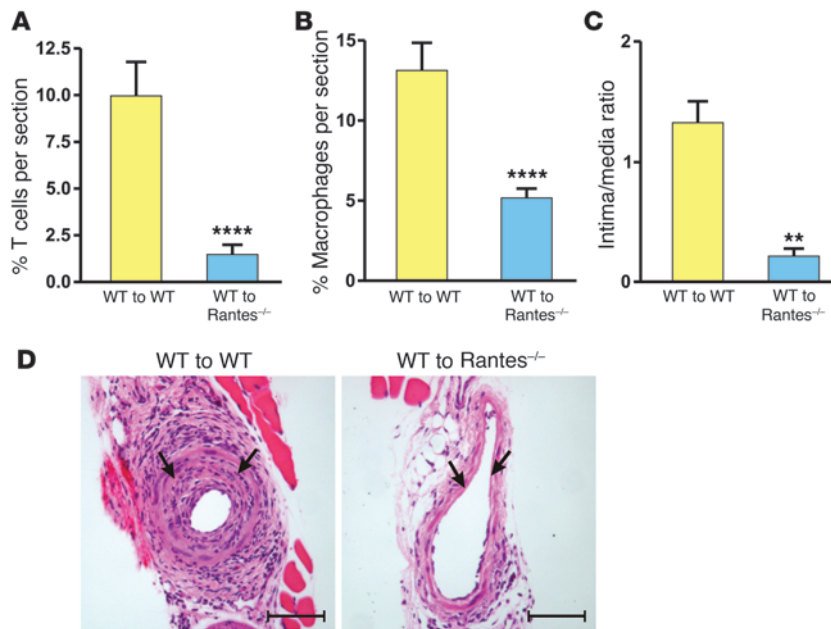 A
% T cells per section
12.5
10.0
7.5
5.0
2.5
0.0
****
WT to WT
WT to
Rantes–/–
B
% Macrophages per section
15
10
5
0
****
WT to WT
WT to
Rantes–/–
C
Intima/media ratio
2
1
0
**
WT to WT
WT to
Rantes–/–
D
WT to WT
WT to Rantes–/–